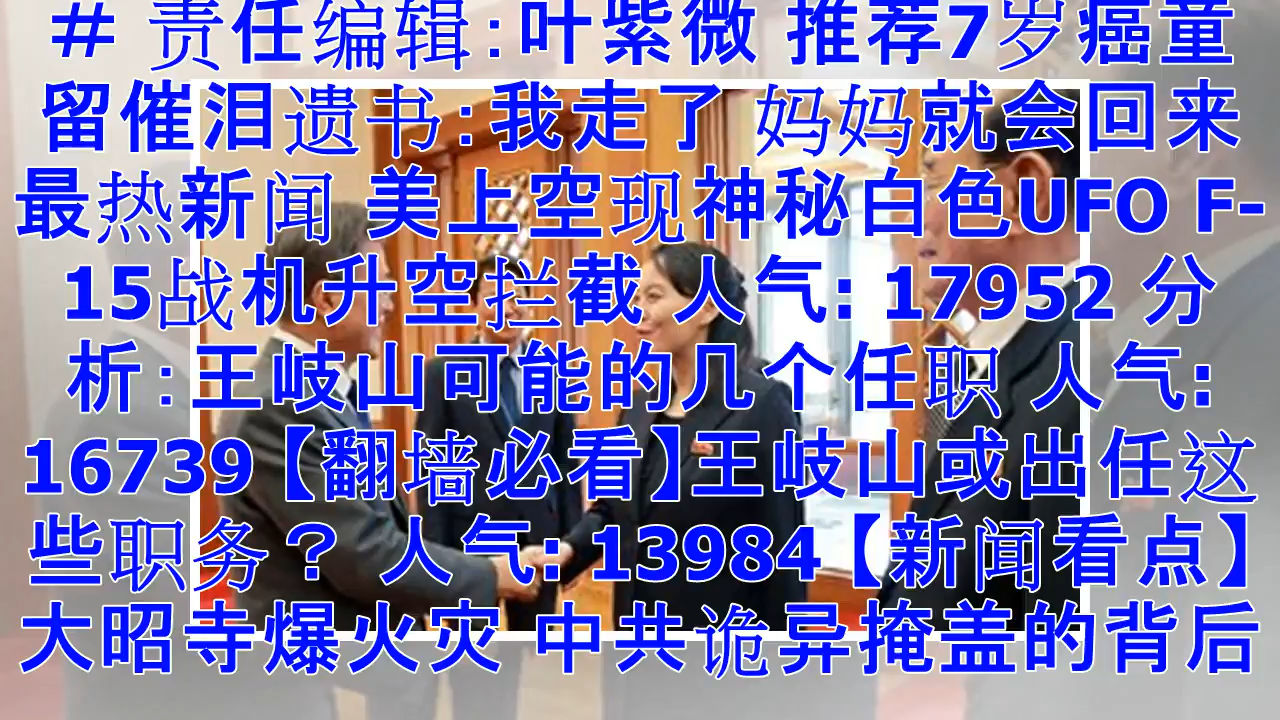 # 责任编辑:叶紫微 推荐7岁癌童
留催泪遗书:我走了 妈妈就会回来
最热新闻 美上空现神秘白色UFO F-
15战机升空拦截 人气: 17952 分
析:王岐山可能的几个任职 人气:
16739【翻墙必看】王岐山或出任这
些职务？ 人气: 13984【新闻看点】
大昭寺爆火灾 中共诡异掩盖的背后